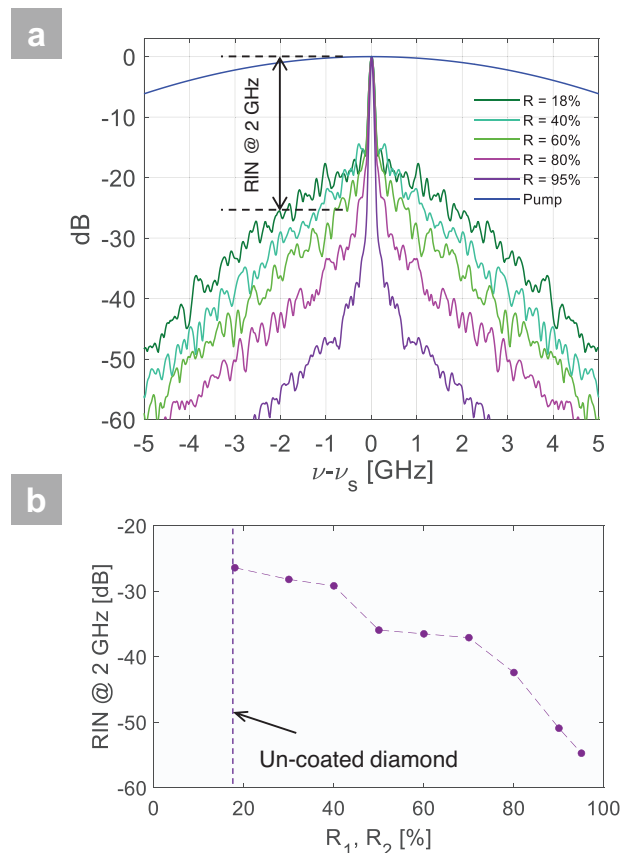 a
0
-10
-20
-30
-40
-50
-60
dB
RIN @ 2 GHz
R = 18%
R = 40%
R = 60%
R = 80%
R = 95%
Pump
-5 -4 -3 -2 -1 0 1 2 3 4 5
ν-νs [GHz]
b
-20
-30
-40
-50
-60
RIN @ 2 GHz [dB]
Un-coated diamond
0 20 40 60 80 100
R1, R2 [%]